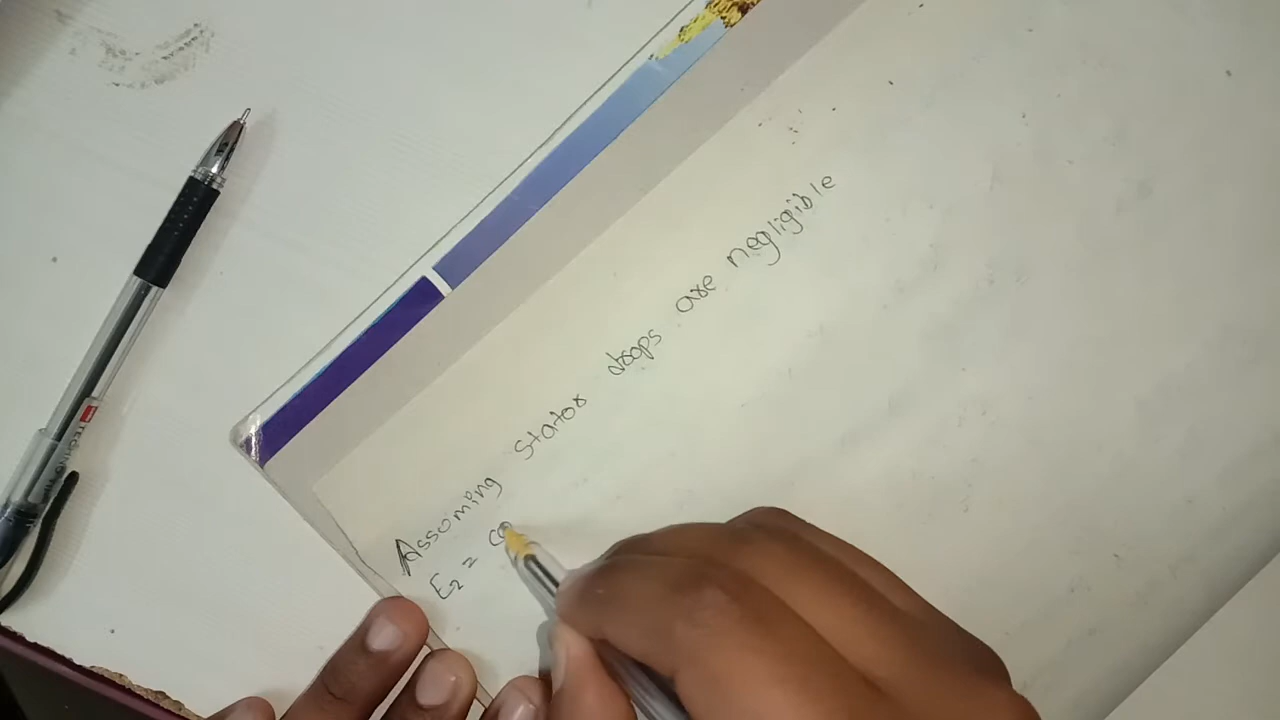 Assuming stator drops are negligible
E2 = co